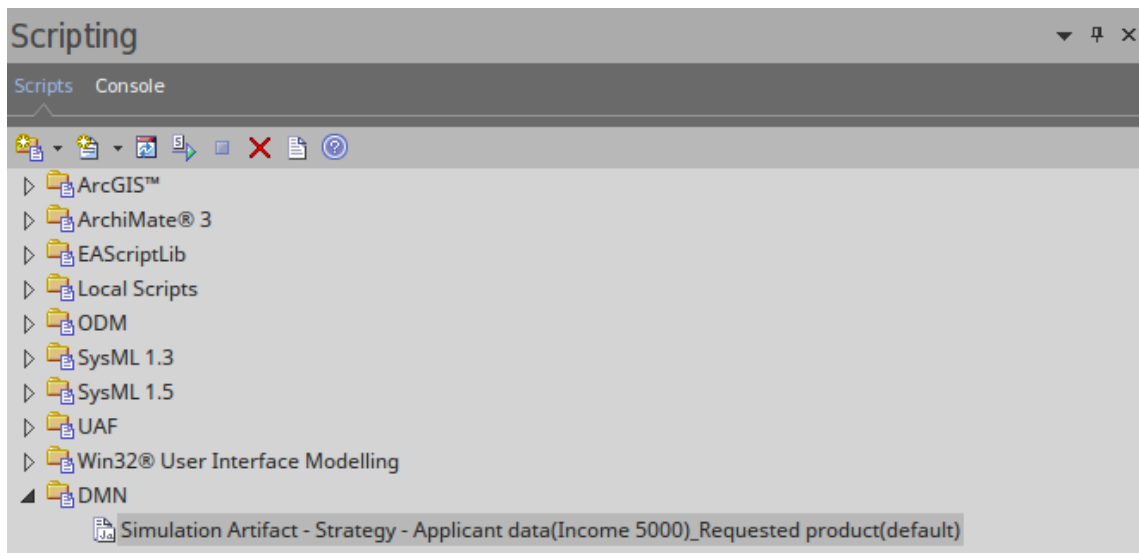 Scripting
Scripts Console
ArcGIS™
ArchiMate® 3
EAScriptLib
Local Scripts
ODM
SysML 1.3
SysML 1.5
UAF
Win32® User Interface Modelling
DMN
Simulation Artifact - Strategy - Applicant data(Income 5000)_Requested product(default)